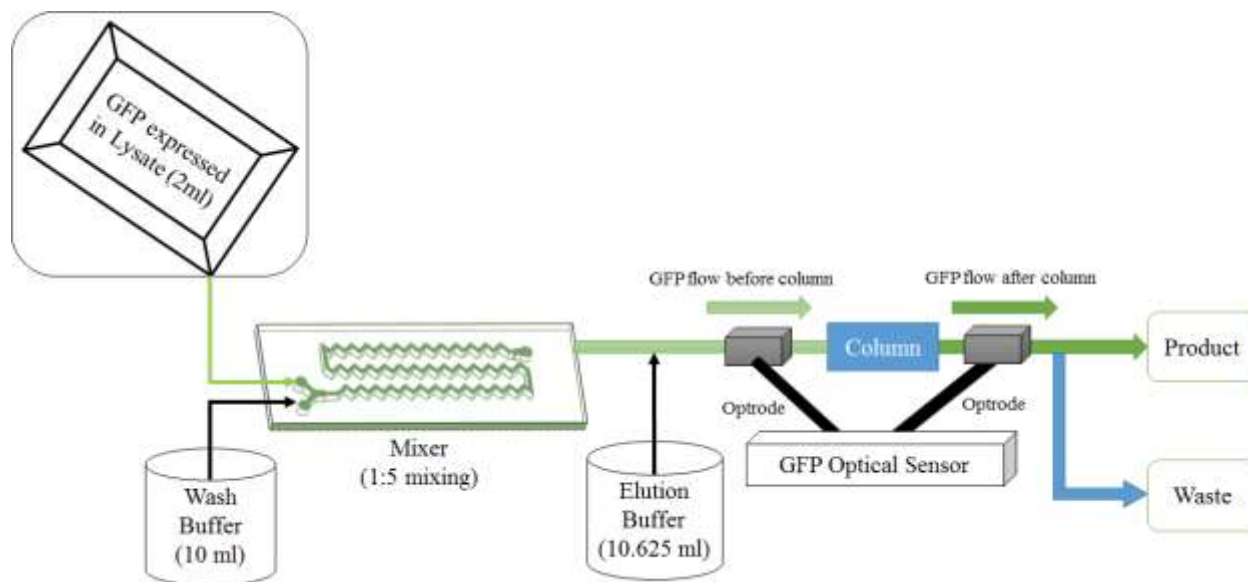 GFP expressed
in Lysate (2ml)
GFP flow before column
GFP flow after column
Column
Product
Optrode
Optrode
Mixer
(1:5 mixing)
GFP Optical Sensor
Wash
Buffer
(10 ml)
Elution
Buffer
(10.625 ml)
Waste